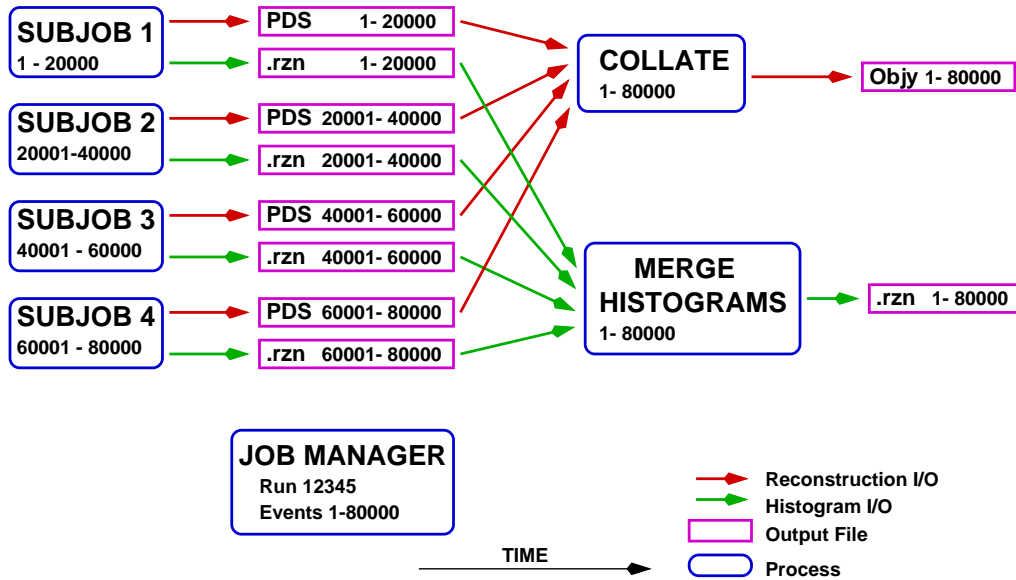 SUBJOB 1
1 - 20000
PDS 1- 20000
.rzn 1- 20000
SUBJOB 2
20001-40000
PDS 20001- 40000
.rzn 20001- 40000
SUBJOB 3
40001 - 60000
PDS 40001- 60000
.rzn 40001- 60000
SUBJOB 4
60001 - 80000
PDS 60001- 80000
.rzn 60001- 80000
COLLATE
1- 80000
Objy 1- 80000
MERGE
HISTOGRAMS
1- 80000
.rzn 1- 80000
JOB MANAGER
Run 12345
Events 1-80000
TIME
Reconstruction I/O
Histogram I/O
Output File
Process